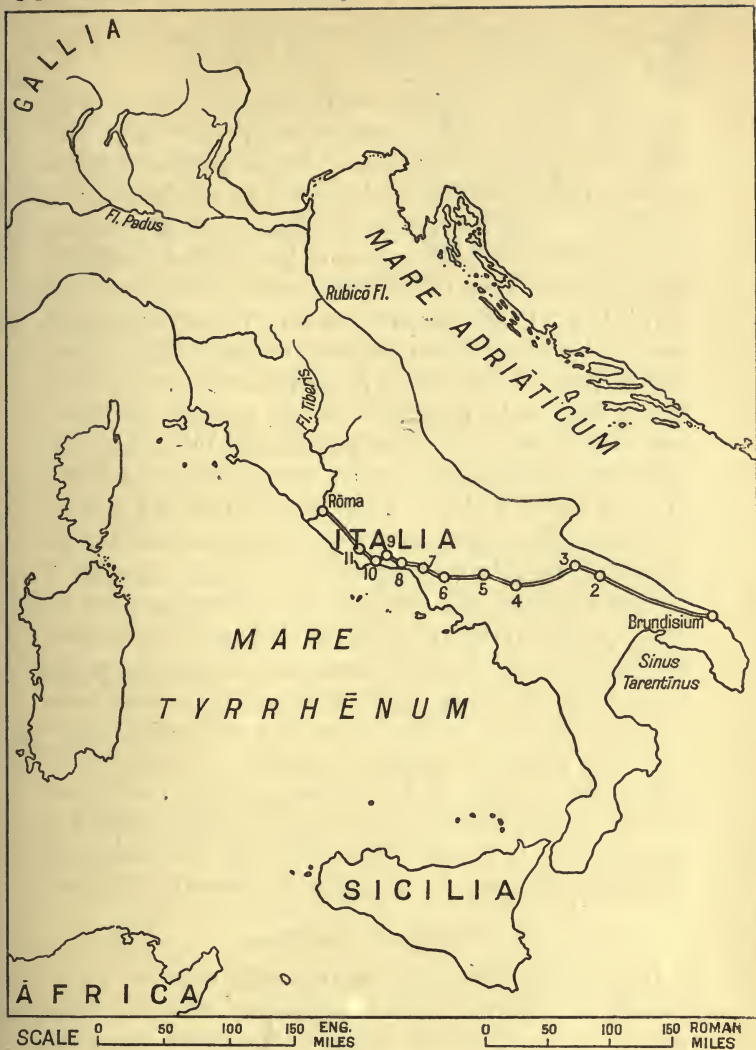 GALLIA
Fl. Padus
MARE ADRIĀTICUM
Rubicō Fl.
Fl. Tiberis
Rōma
ITALIA
11
10
9
8
7
6
5
4
3
2
Brundisium
Sinus
Tarentīnus
MARE
TYRRHĒNUM
SICILIA
ĀFRICA
SCALE 0 50 100 150 ENG. MILES
0 50 100 150 ROMAN MILES